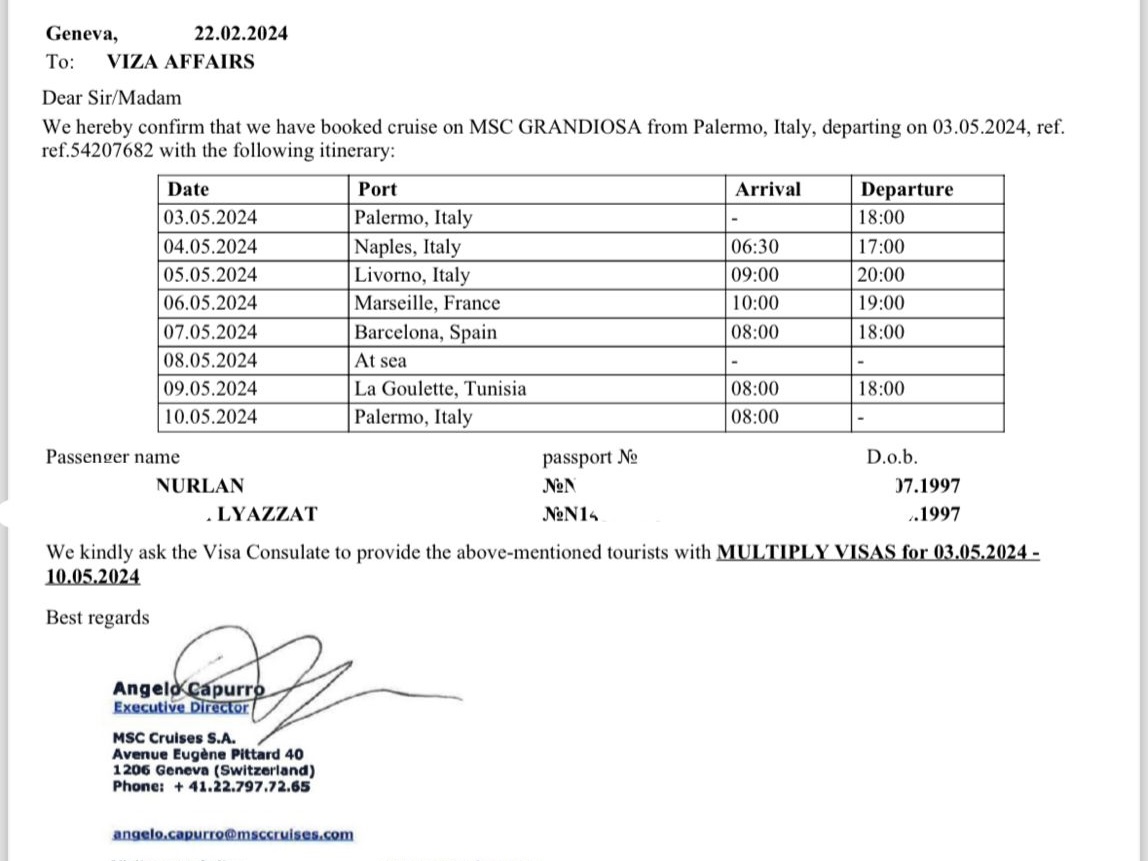 Geneva, 22.02.2024
To: VIZA AFFAIRS
Dear Sir/Madam
We hereby confirm that we have booked cruise on MSC GRANDIOSA from Palermo, Italy, departing on 03.05.2024, ref.
ref.54207682 with the following itinerary:
Date Port Arrival Departure
03.05.2024 Palermo, Italy - 18:00
04.05.2024 Naples, Italy 06:30 17:00
05.05.2024 Livorno, Italy 09:00 20:00
06.05.2024 Marseille, France 10:00 19:00
07.05.2024 Barcelona, Spain 08:00 18:00
08.05.2024 At sea - -
09.05.2024 La Goulette, Tunisia 08:00 18:00
10.05.2024 Palermo, Italy 08:00 -
Passenger name passport № D.o.b.
NURLAN №N 07.1997
. LYAZZAT №N14 .1997
We kindly ask the Visa Consulate to provide the above-mentioned tourists with MULTIPLY VISAS for 03.05.2024 -
10.05.2024
Best regards
Angelo Capurro
Executive Director
MSC Cruises S.A.
Avenue Eugène Pittard 40
1206 Geneva (Switzerland)
Phone: + 41.22.797.72.65
angelo.capurro@msccruises.com